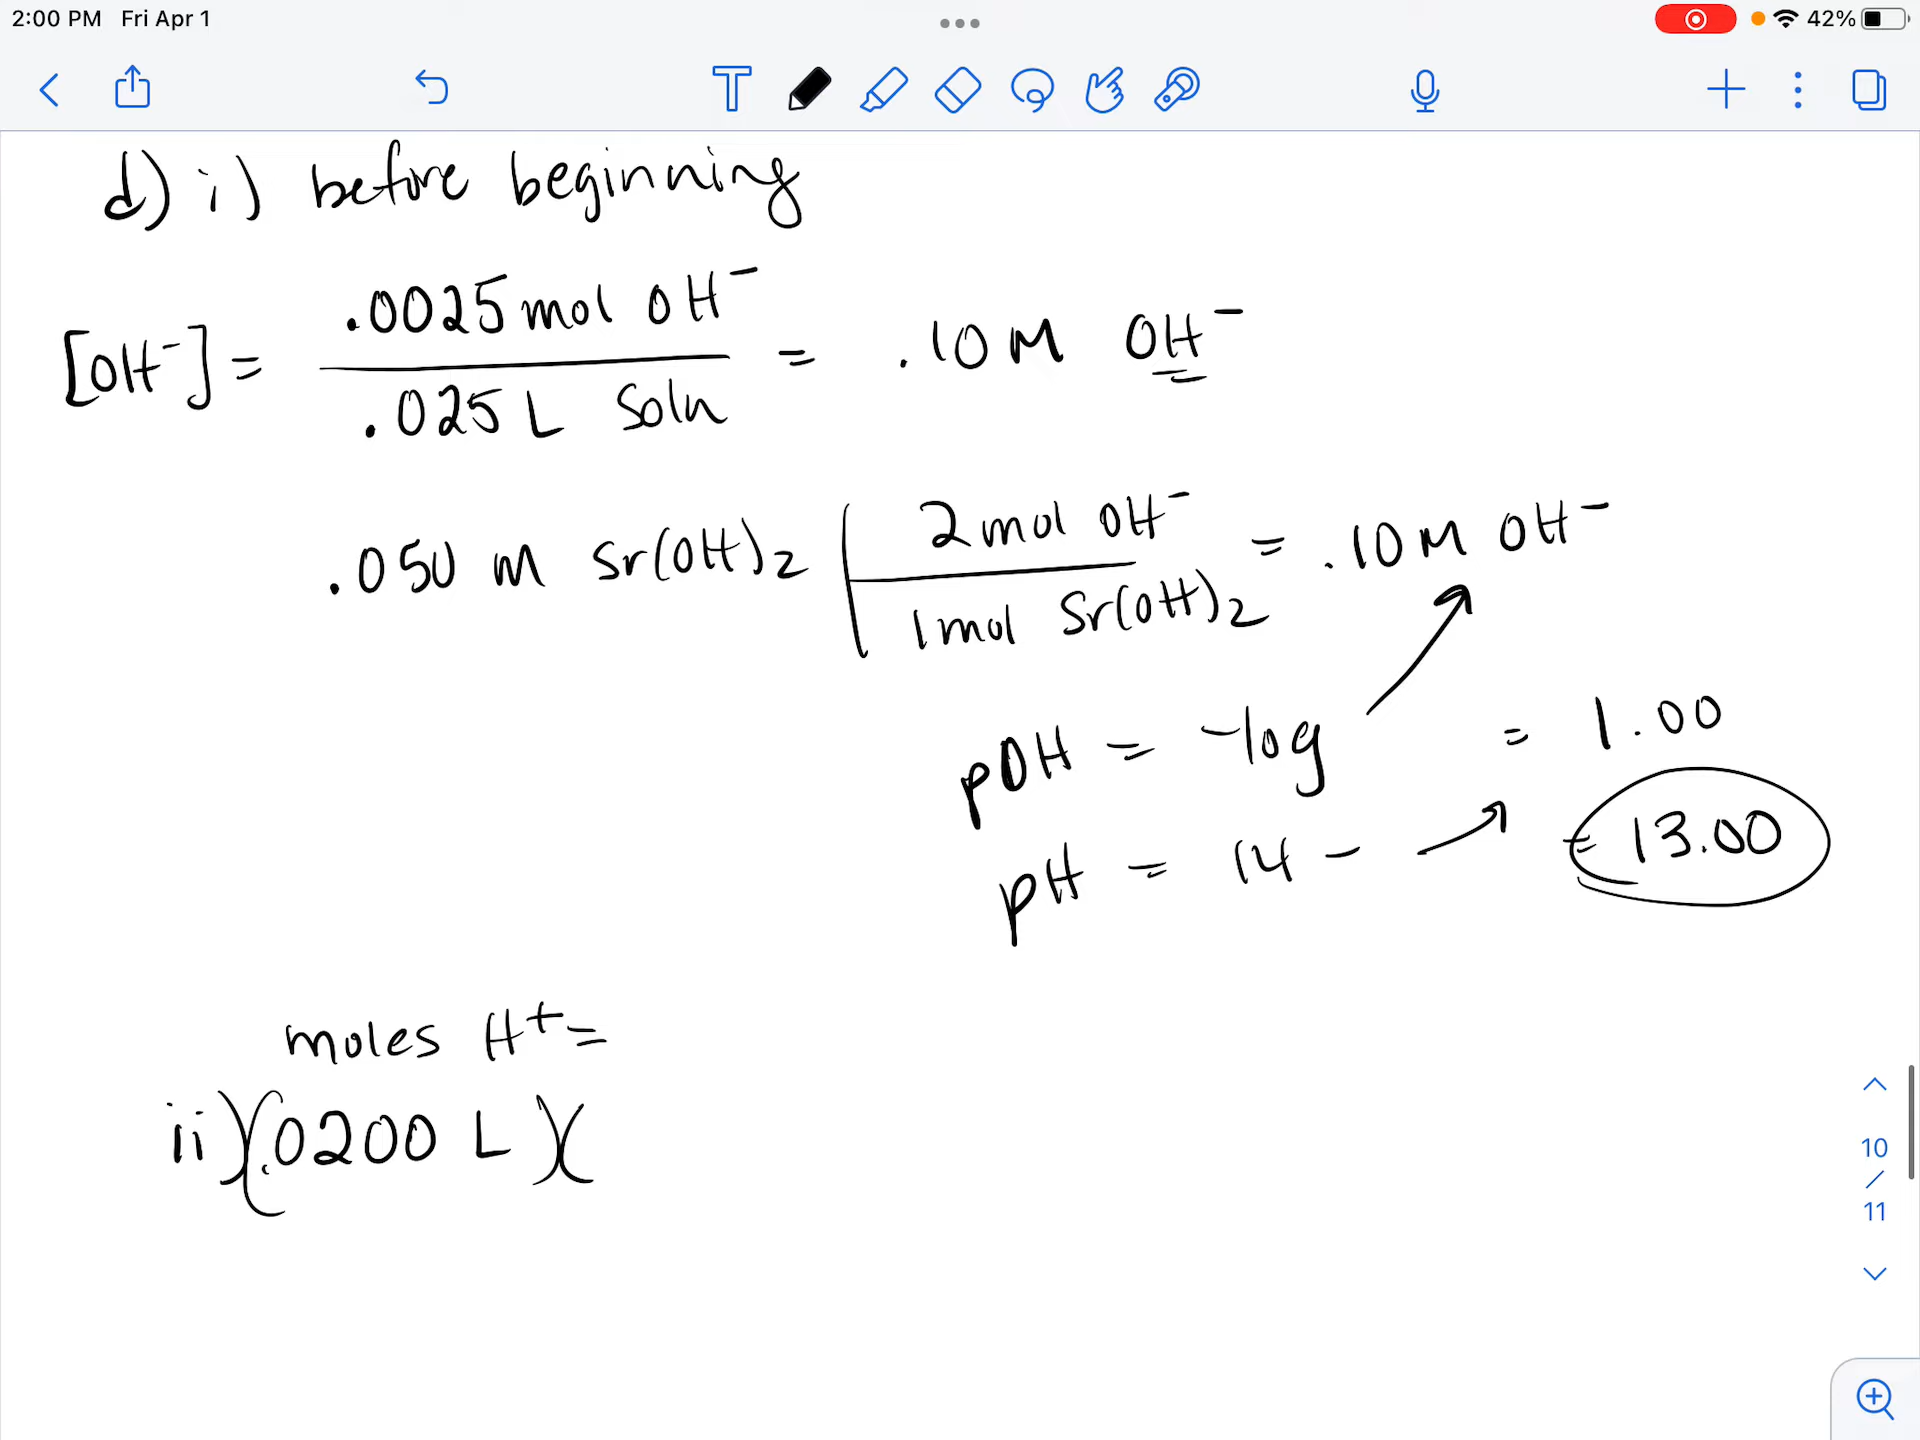 2:00 PM Fri Apr 1
42%
T
d) i) before beginning
[OH⁻] = .0025 mol OH⁻ / .025 L soln = .10 M OH⁻
.050 M Sr(OH)₂ | 2 mol OH⁻ / 1 mol Sr(OH)₂ = .10 M OH⁻
pOH = -log = 1.00
pH = 14 - = 13.00
moles H⁺ =
ii) (.0200 L)(
10
/
11